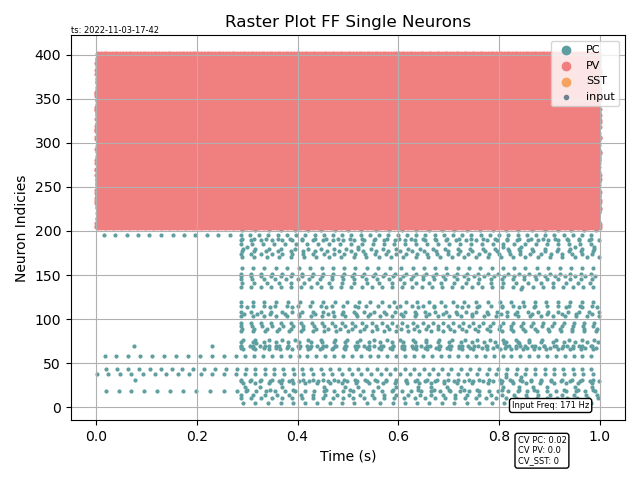 Raster Plot FF Single Neurons
ts: 2022-11-03-17-42
PC
PV
SST
input
400
350
300
250
200
150
100
50
0
Neuron Indicies
Input Freq: 171 Hz
0.0 0.2 0.4 0.6 0.8 1.0
Time (s)
CV PC: 0.02
CV PV: 0.0
CV_SST: 0